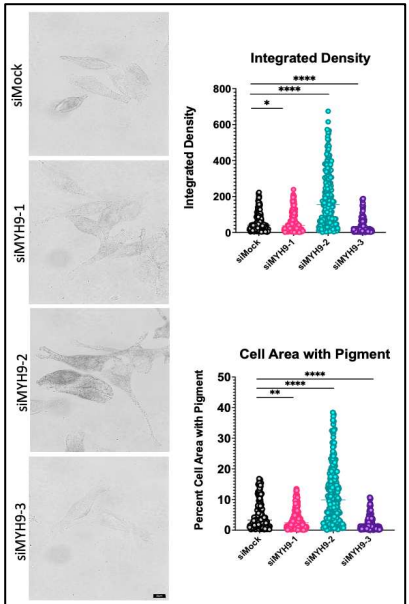 siMock
siMYH9-1
siMYH9-2
siMYH9-3
Integrated Density
Integrated Density
800
600
400
200
0
****
****
*
siMock
siMYH9-1
siMYH9-2
siMYH9-3
Cell Area with Pigment
Percent Cell Area with Pigment
50
40
30
20
10
0
****
****
**
siMock
siMYH9-1
siMYH9-2
siMYH9-3